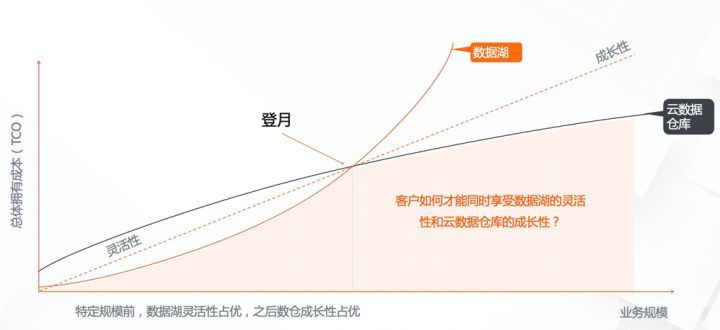 数据湖
成长性
云数据
仓库
登月
总体拥有成本（TCO）
灵活性
客户如何才能同时享受数据湖的灵活
性和云数据仓库的成长性？
特定规模前，数据湖灵活性占优，之后数仓成长性占优
业务规模